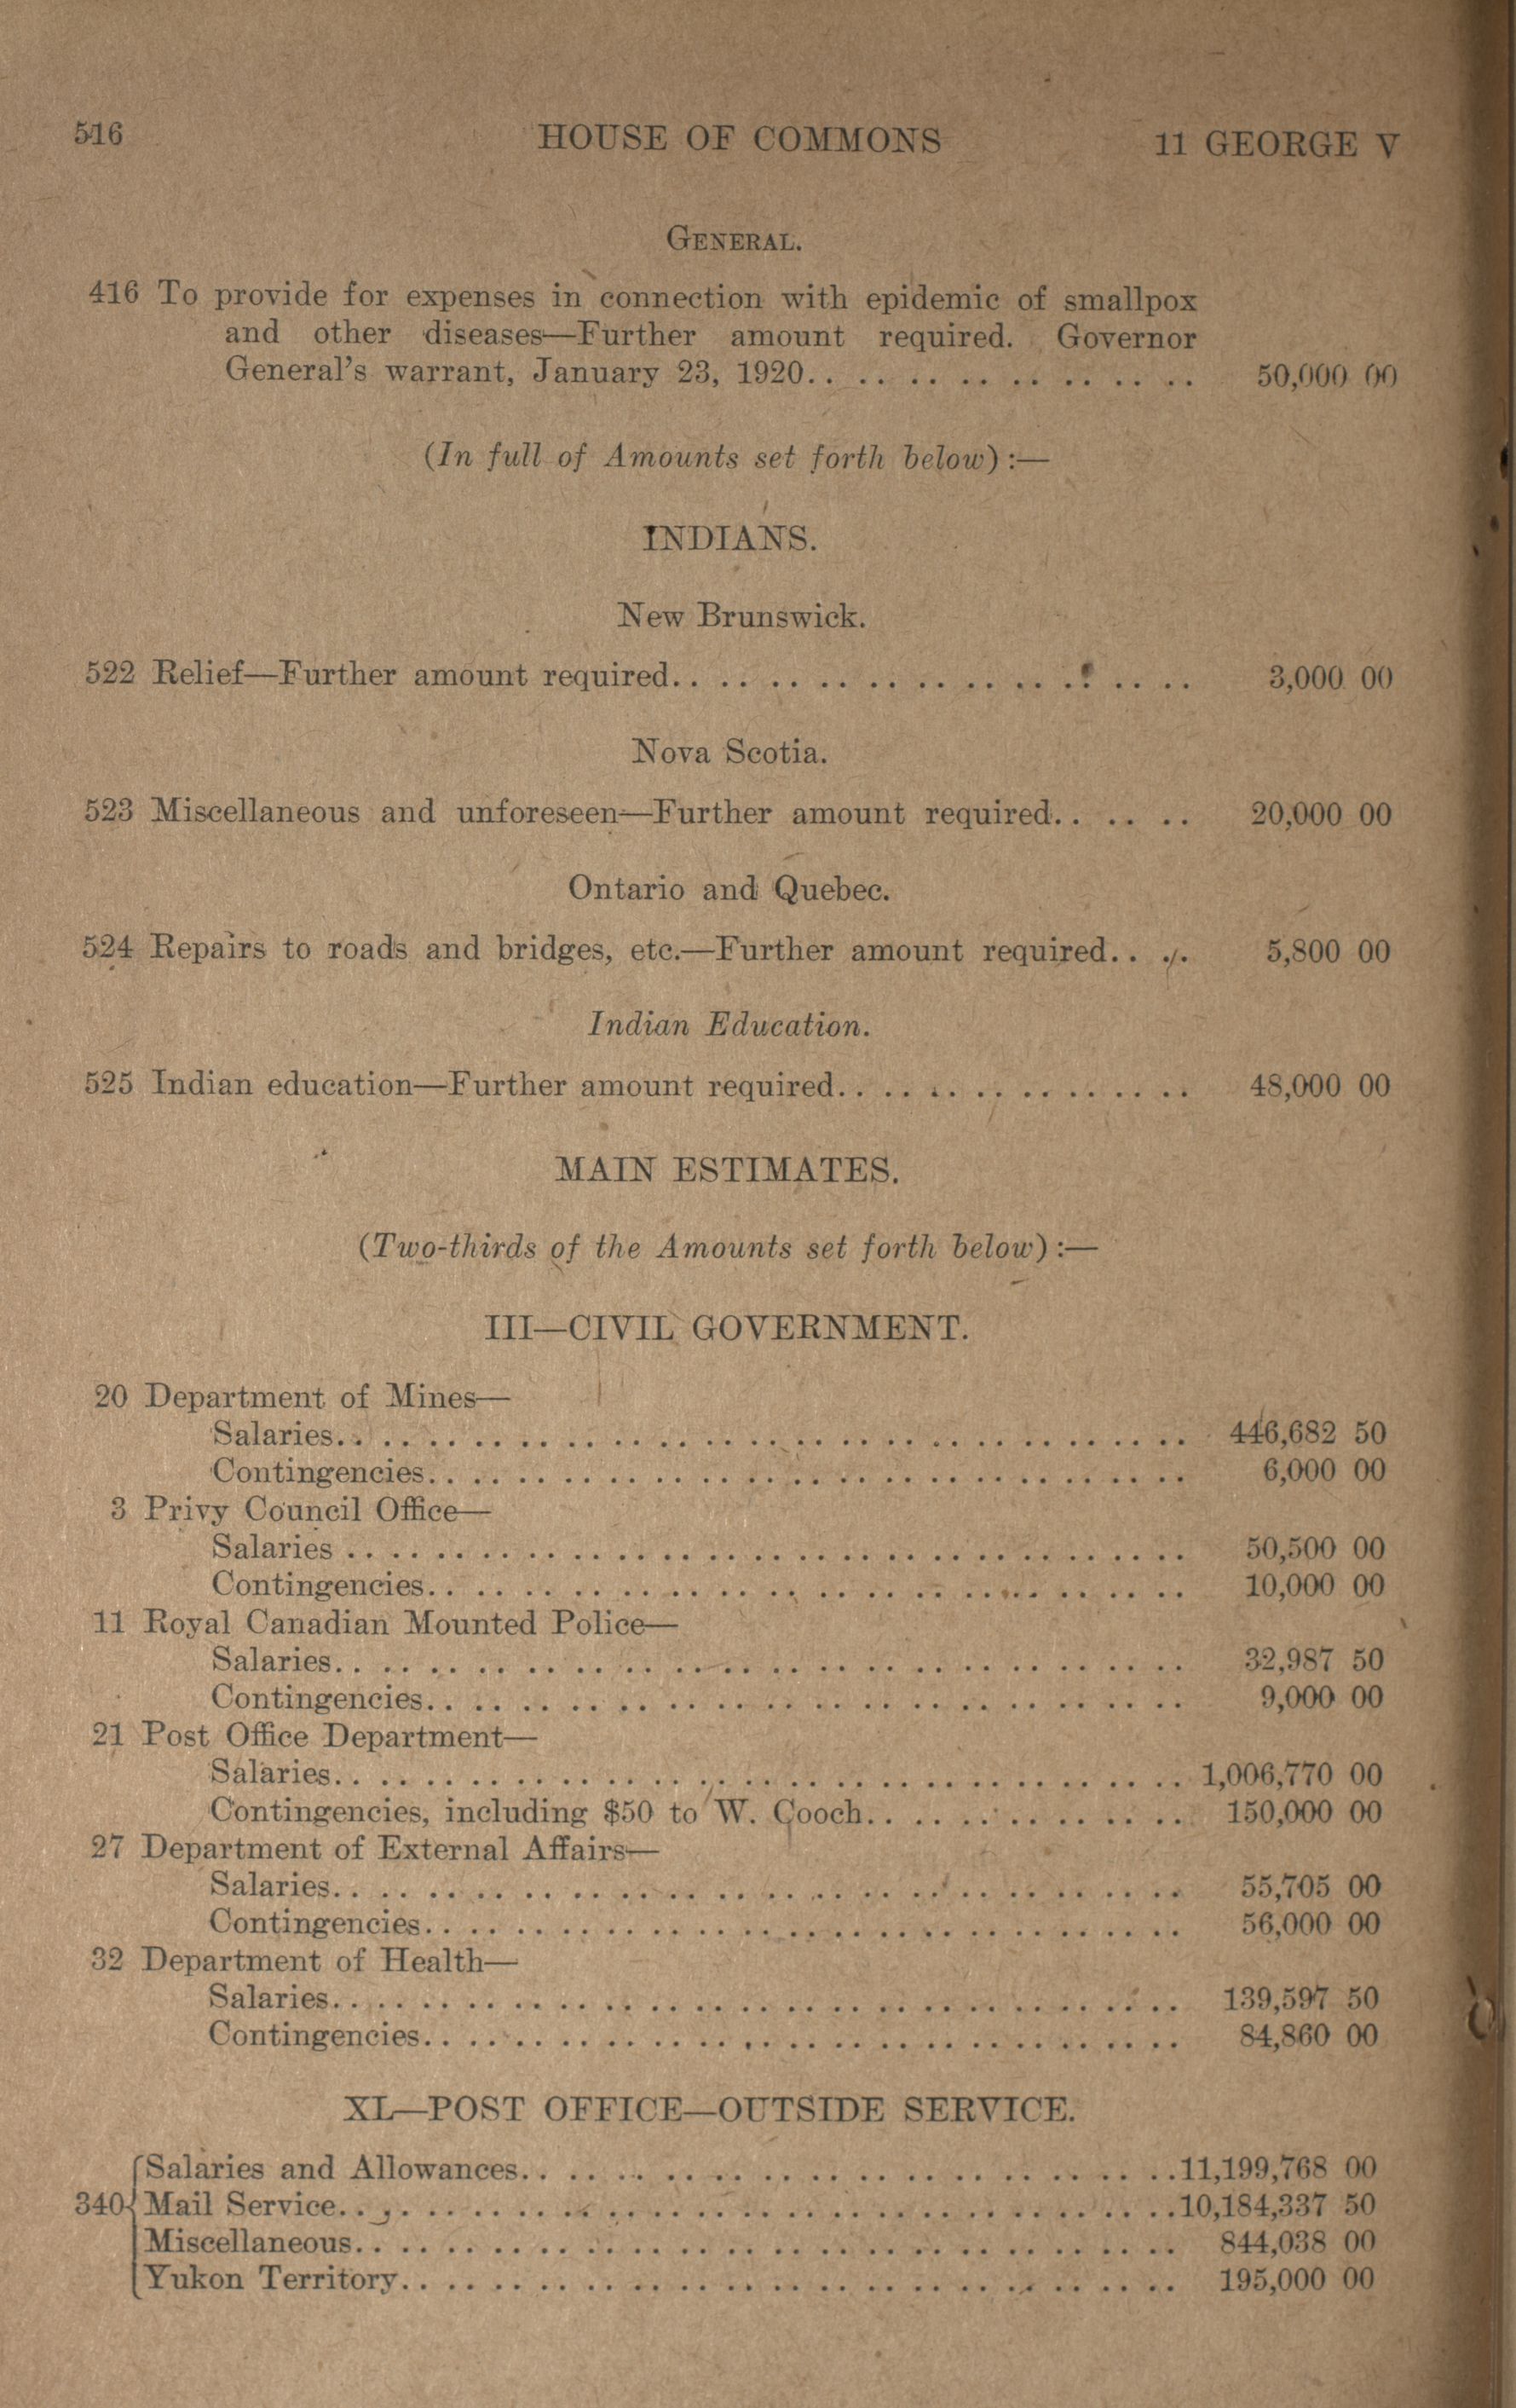 516 HOUSE OF COMMONS 11 GEORGE V
GENERAL.
416 To provide for expenses in connection with epidemic of smallpox
and other diseases—Further amount required. Governor
General's warrant, January 23, 1920.. .. .. .. .. .. .. .. 50,000 00
(In full of Amounts set forth below) :—
INDIANS.
New Brunswick.
522 Relief—Further amount required.. .. .. .. .. .. .. .. .. .. .. 3,000 00
Nova Scotia.
523 Miscellaneous and unforeseen—Further amount required.. .. .. 20,000 00
Ontario and Quebec.
524 Repairs to roads and bridges, etc.—Further amount required.. .. 5,800 00
Indian Education.
525 Indian education—Further amount required.. .. .. .. .. .. .. .. 48,000 00
MAIN ESTIMATES.
(Two-thirds of the Amounts set forth below) :—
III—CIVIL GOVERNMENT.
20 Department of Mines—
Salaries.. .. .. .. .. .. .. .. .. .. .. .. .. .. .. .. .. .. .. 446,682 50
Contingencies.. .. .. .. .. .. .. .. .. .. .. .. .. .. .. .. .. 6,000 00
3 Privy Council Office—
Salaries .. .. .. .. .. .. .. .. .. .. .. .. .. .. .. .. .. .. .. 50,500 00
Contingencies.. .. .. .. .. .. .. .. .. .. .. .. .. .. .. .. 10,000 00
11 Royal Canadian Mounted Police—
Salaries.. .. .. .. .. .. .. .. .. .. .. .. .. .. .. .. .. .. 32,987 50
Contingencies.. .. .. .. .. .. .. .. .. .. .. .. .. .. .. .. 9,000 00
21 Post Office Department—
Salaries.. .. .. .. .. .. .. .. .. .. .. .. .. .. .. .. .. .. .. 1,006,770 00
Contingencies, including $50 to W. Gooch.. .. .. .. .. .. .. 150,000 00
27 Department of External Affairs—
Salaries.. .. .. .. .. .. .. .. .. .. .. .. .. .. .. .. .. .. 55,705 00
Contingencies.. .. .. .. .. .. .. .. .. .. .. .. .. .. .. .. .. 56,000 00
32 Department of Health—
Salaries.. .. .. .. .. .. .. .. .. .. .. .. .. .. .. .. .. .. .. 139,597 50
Contingencies.. .. .. .. .. .. .. .. .. .. .. .. .. .. .. .. .. 84,860 00
XL—POST OFFICE—OUTSIDE SERVICE.
Salaries and Allowances.. .. .. .. .. .. .. .. .. .. .. .. .. ..11,199,768 00
340 Mail Service.. .. .. .. .. .. .. .. .. .. .. .. .. .. .. .. .. ..10,184,337 50
Miscellaneous.. .. .. .. .. .. .. .. .. .. .. .. .. .. .. .. .. .. 844,038 00
Yukon Territory.. .. .. .. .. .. .. .. .. .. .. .. .. .. .. .. .. 195,000 00